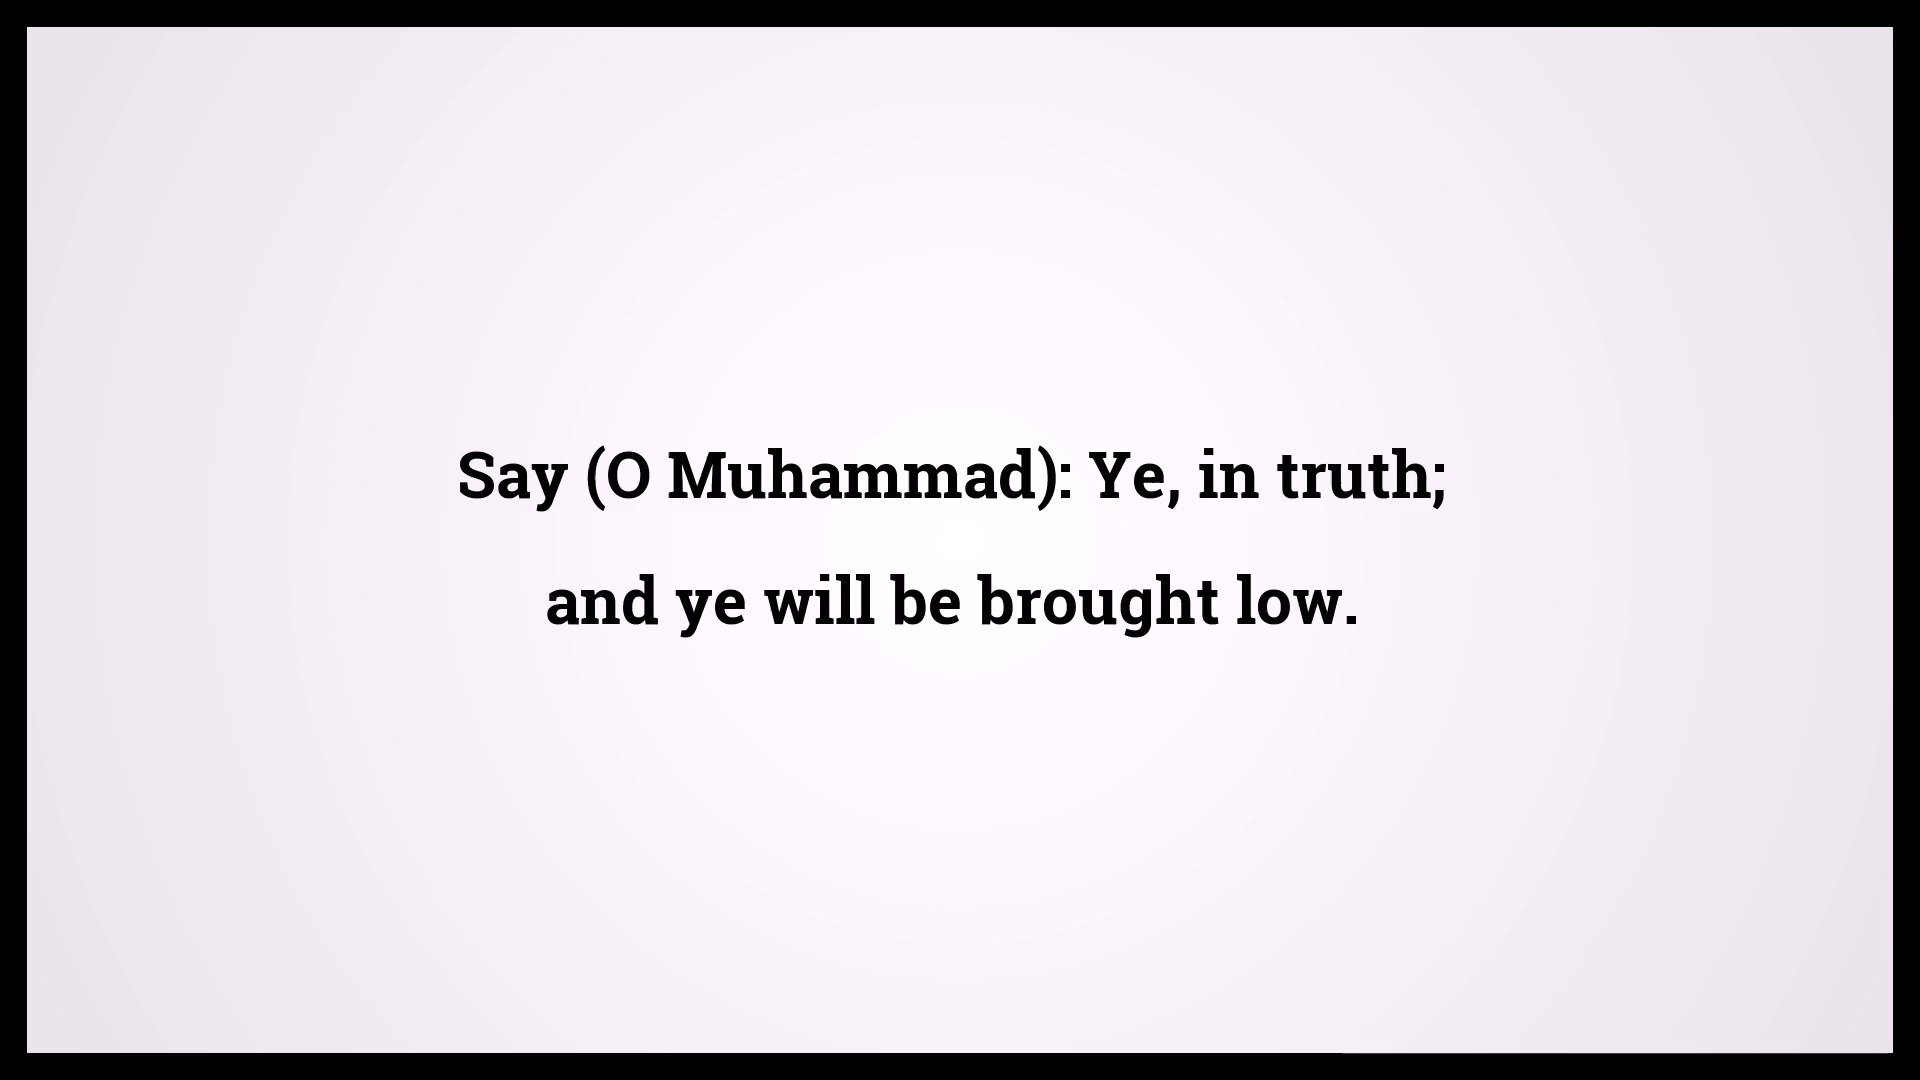 Say (O Muhammad): Ye, in truth;
and ye will be brought low.